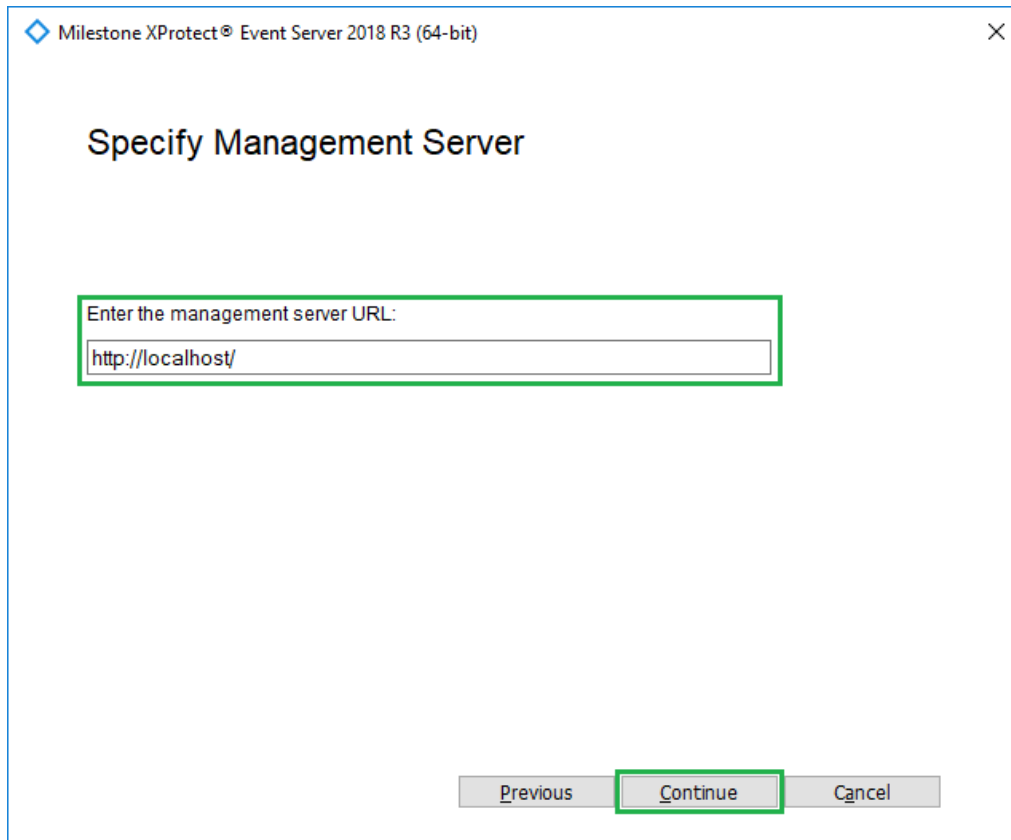 Milestone XProtect® Event Server 2018 R3 (64-bit)
Specify Management Server
Enter the management server URL:
http://localhost/
Previous Continue Cancel